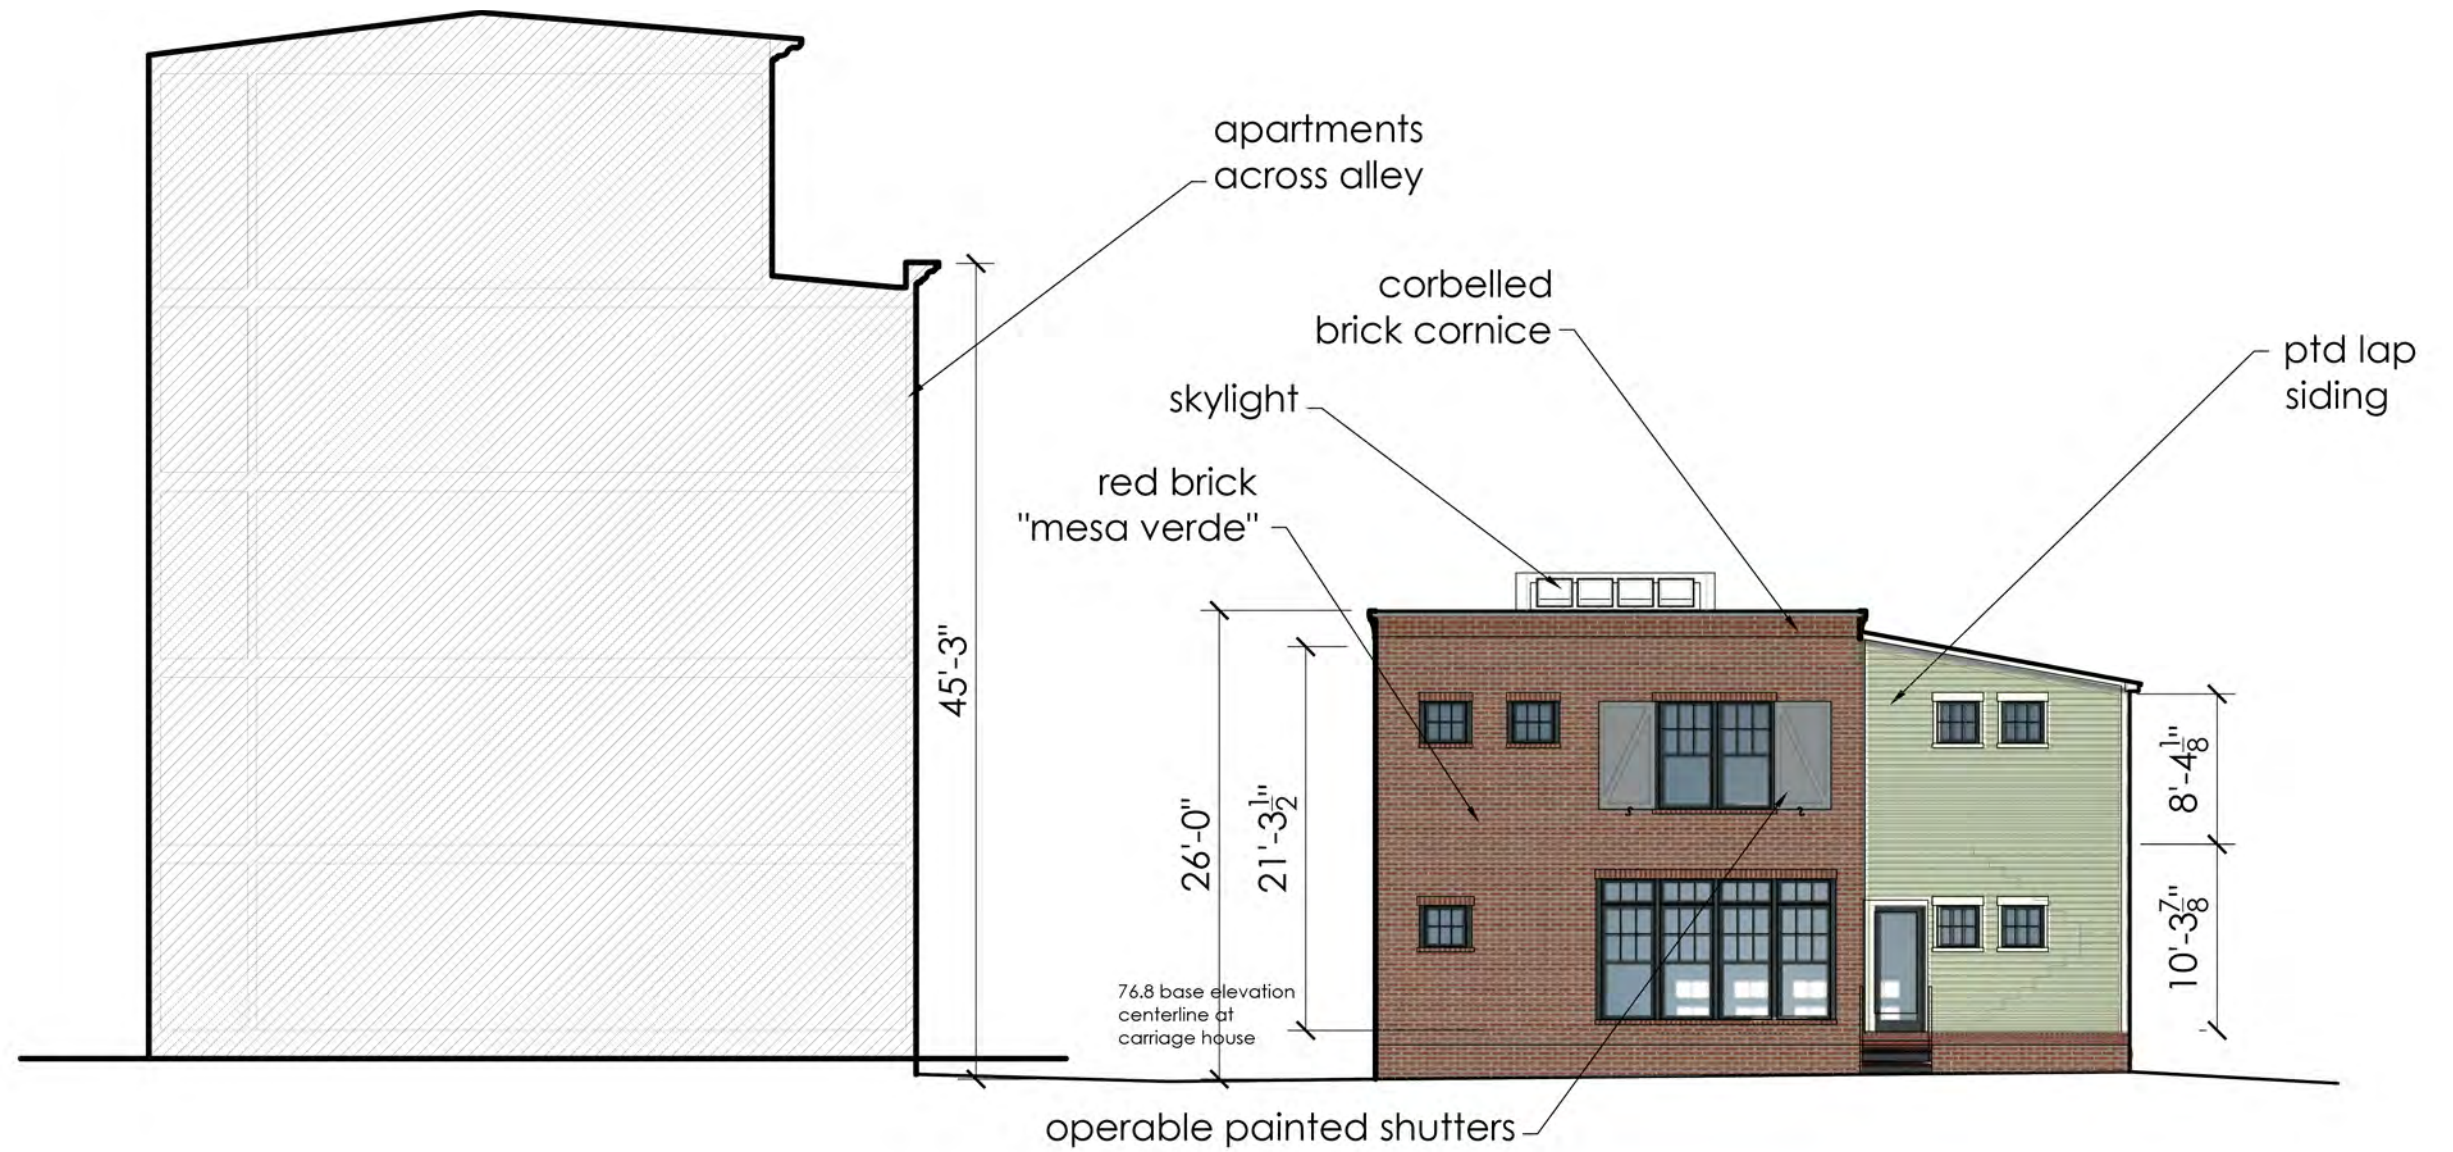 apartments
across alley
corbelled
brick cornice
ptd lap
siding
skylight
red brick
"mesa verde"
45'-3"
26'-0"
21'-3½"
8'-4⅛"
10'-3⅞"
76.8 base elevation
centerline at
carriage house
operable painted shutters